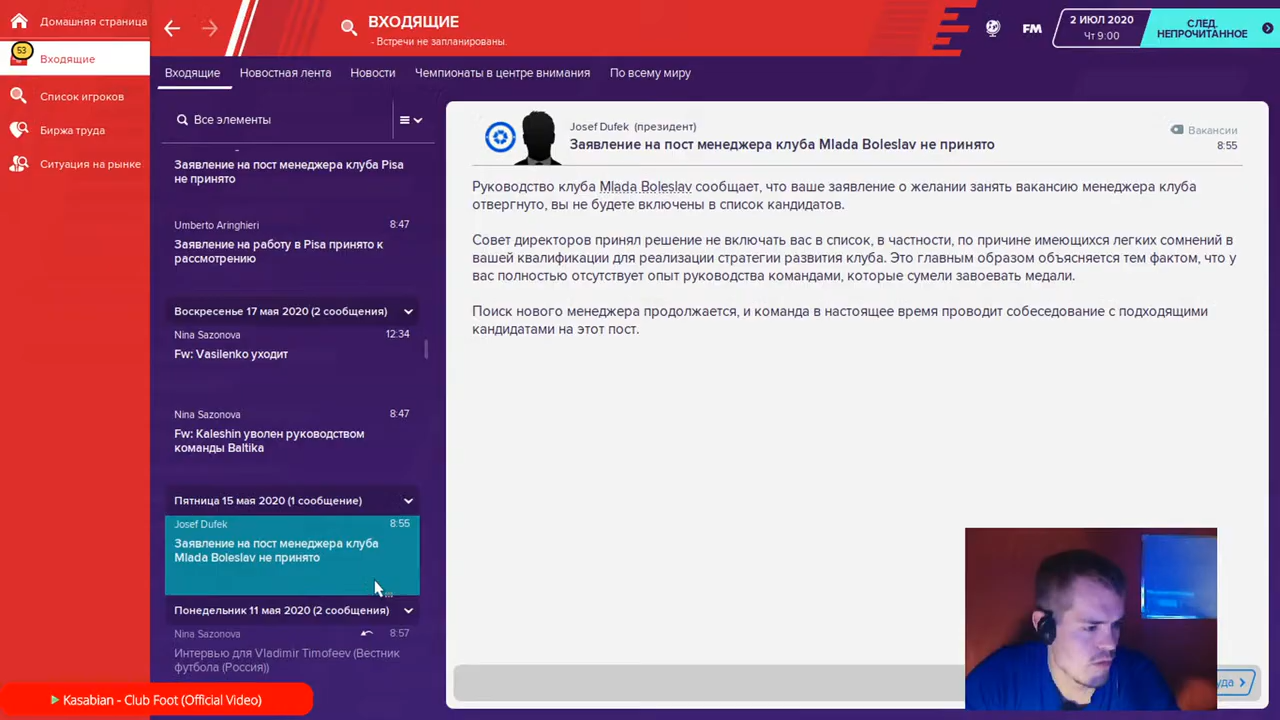 Домашняя страница
53
Входящие
Список игроков
Биржа труда
Ситуация на рынке
ВХОДЯЩИЕ
- Встречи не запланированы.
FM
2 ИЮЛ 2020
Чт 9:00
СЛЕД.
НЕПРОЧИТАННОЕ
Входящие
Новостная лента
Новости
Чемпионаты в центре внимания
По всему миру
Все элементы
Заявление на пост менеджера клуба Pisa
не принято
Umberto Aringhieri 8:47
Заявление на работу в Pisa принято к
рассмотрению
Воскресенье 17 мая 2020 (2 сообщения)
Nina Sazonova 12:34
Fw: Vasilenko уходит
Nina Sazonova 8:47
Fw: Kaleshin уволен руководством
команды Baltika
Пятница 15 мая 2020 (1 сообщение)
Josef Dufek 8:55
Заявление на пост менеджера клуба
Mlada Boleslav не принято
Понедельник 11 мая 2020 (2 сообщения)
Nina Sazonova 8:57
Интервью для Vladimir Timofeev (Вестник
футбола (Россия))
Josef Dufek (президент)
Заявление на пост менеджера клуба Mlada Boleslav не принято
Вакансии
8:55
Руководство клуба Mlada Boleslav сообщает, что ваше заявление о желании занять вакансию менеджера клуба
отвергнуто, вы не будете включены в список кандидатов.
Совет директоров принял решение не включать вас в список, в частности, по причине имеющихся легких сомнений в
вашей квалификации для реализации стратегии развития клуба. Это главным образом объясняется тем фактом, что у
вас полностью отсутствует опыт руководства командами, которые сумели завоевать медали.
Поиск нового менеджера продолжается, и команда в настоящее время проводит собеседование с подходящими
кандидатами на этот пост.
Kasabian - Club Foot (Official Video)